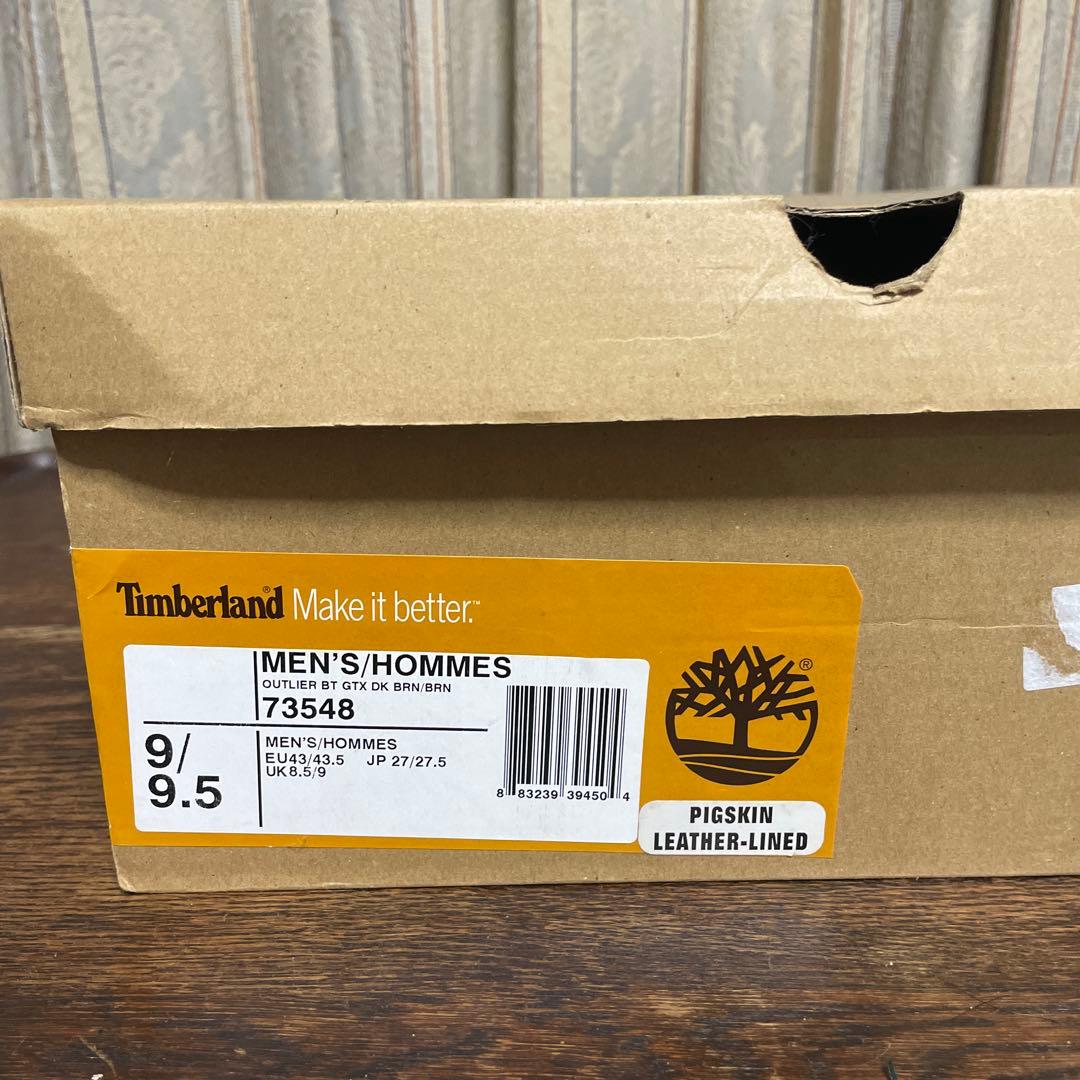 Timberland® Make it better.™
MEN'S/HOMMES
OUTLIER BT GTX DK BRN/BRN
73548
9/
9.5
MEN'S/HOMMES
EU43/43.5 JP 27/27.5
UK8.5/9
8 83239 39450 4
®
PIGSKIN
LEATHER-LINED